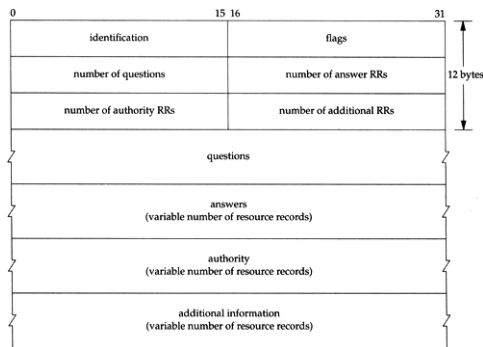 0 15 16 31
identification flags
number of questions number of answer RRs 12 bytes
number of authority RRs number of additional RRs
questions
answers
(variable number of resource records)
authority
(variable number of resource records)
additional information
(variable number of resource records)